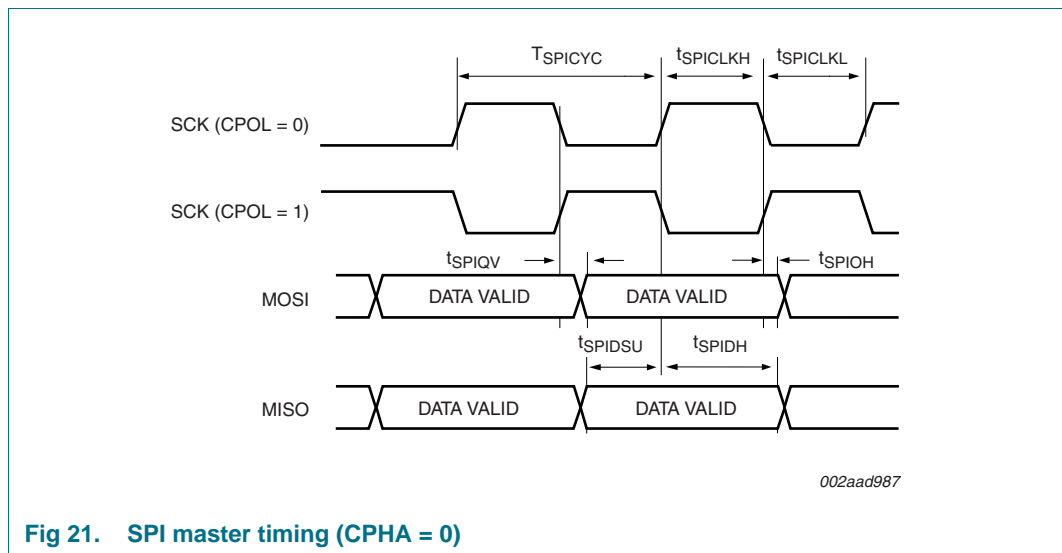 TSPICYC tSPICLKH tSPICLKL
SCK (CPOL = 0)
SCK (CPOL = 1)
tSPIQV tSPIOH
MOSI DATA VALID DATA VALID
tSPIDSU tSPIDH
MISO DATA VALID DATA VALID
002aad987
Fig 21. SPI master timing (CPHA = 0)